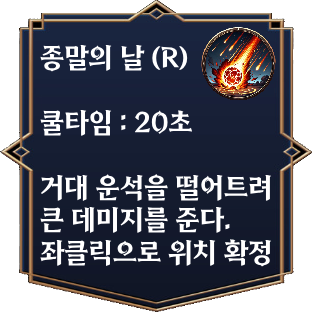 종말의 날 (R)
쿨타임 : 20초
거대 운석을 떨어트려
큰 데미지를 준다.
좌클릭으로 위치 확정